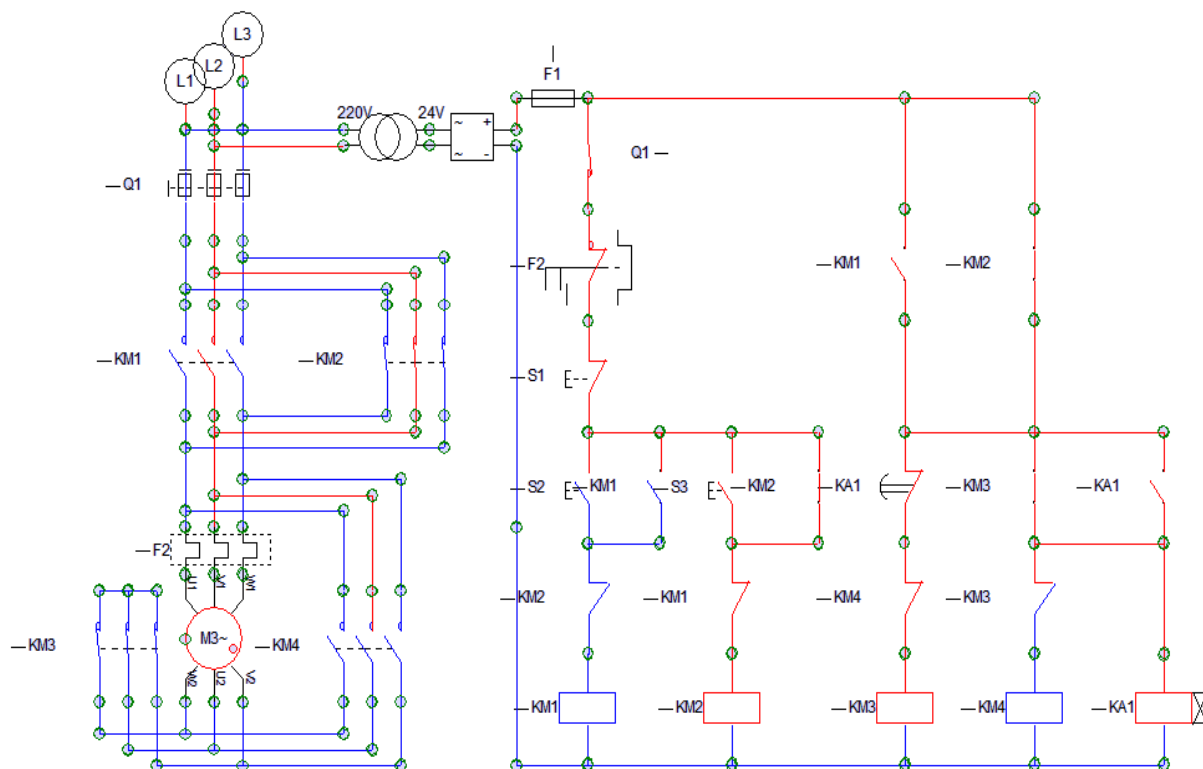 L3
L2
L1
F1
220V
24V
~ +
~ -
Q1
Q1
F2
KM1
KM2
KM1
KM2
S1
S2
KM1
S3
KM2
KA1
KM3
KA1
F2
U1
V1
W1
M3~
KM3
KM4
W2
U2
V2
KM2
KM1
KM4
KM3
KM1
KM2
KM3
KM4
KA1